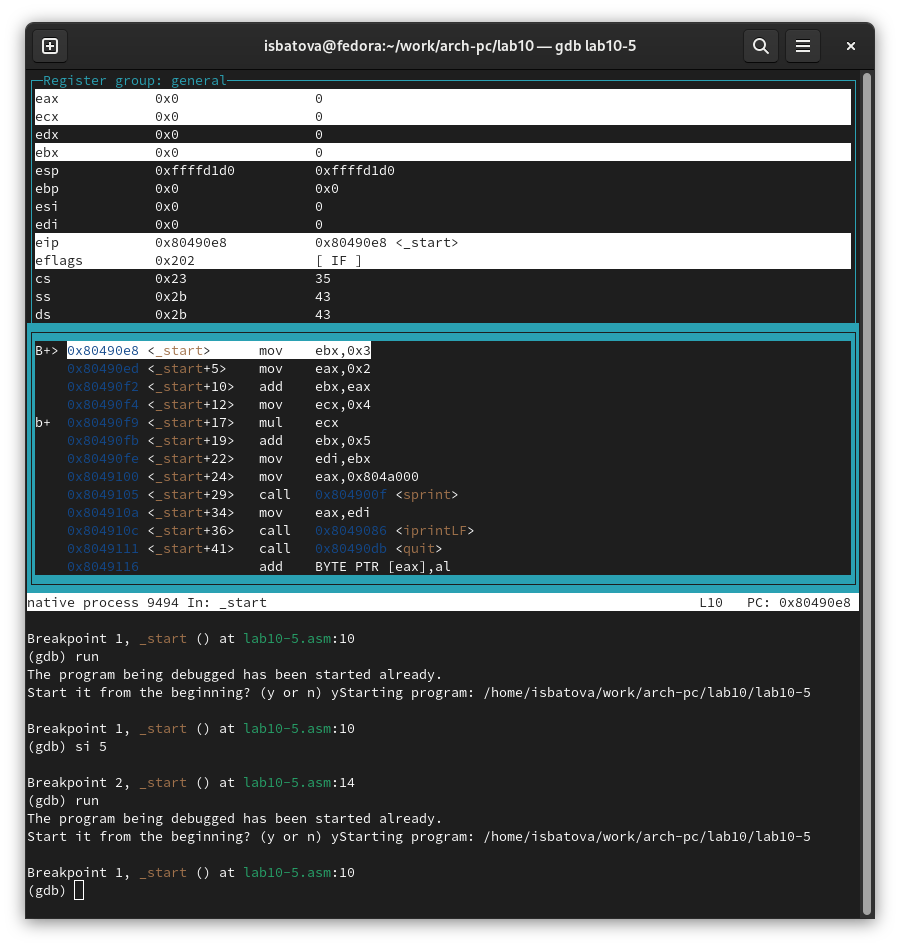 isbatova@fedora:~/work/arch-pc/lab10 — gdb lab10-5
Register group: general
eax            0x0                 0
ecx            0x0                 0
edx            0x0                 0
ebx            0x0                 0
esp            0xffffd1d0          0xffffd1d0
ebp            0x0                 0x0
esi            0x0                 0
edi            0x0                 0
eip            0x80490e8           0x80490e8 <_start>
eflags         0x202               [ IF ]
cs             0x23                35
ss             0x2b                43
ds             0x2b                43
B+> 0x80490e8 <_start>      mov    ebx,0x3
    0x80490ed <_start+5>    mov    eax,0x2
    0x80490f2 <_start+10>   add    ebx,eax
    0x80490f4 <_start+12>   mov    ecx,0x4
b+  0x80490f9 <_start+17>   mul    ecx
    0x80490fb <_start+19>   add    ebx,0x5
    0x80490fe <_start+22>   mov    edi,ebx
    0x8049100 <_start+24>   mov    eax,0x804a000
    0x8049105 <_start+29>   call   0x804900f <sprint>
    0x804910a <_start+34>   mov    eax,edi
    0x804910c <_start+36>   call   0x8049086 <iprintLF>
    0x8049111 <_start+41>   call   0x80490db <quit>
    0x8049116               add    BYTE PTR [eax],al
native process 9494 In: _start                                                      L10   PC: 0x80490e8
Breakpoint 1, _start () at lab10-5.asm:10
(gdb) run
The program being debugged has been started already.
Start it from the beginning? (y or n) yStarting program: /home/isbatova/work/arch-pc/lab10/lab10-5
Breakpoint 1, _start () at lab10-5.asm:10
(gdb) si 5
Breakpoint 2, _start () at lab10-5.asm:14
(gdb) run
The program being debugged has been started already.
Start it from the beginning? (y or n) yStarting program: /home/isbatova/work/arch-pc/lab10/lab10-5
Breakpoint 1, _start () at lab10-5.asm:10
(gdb)